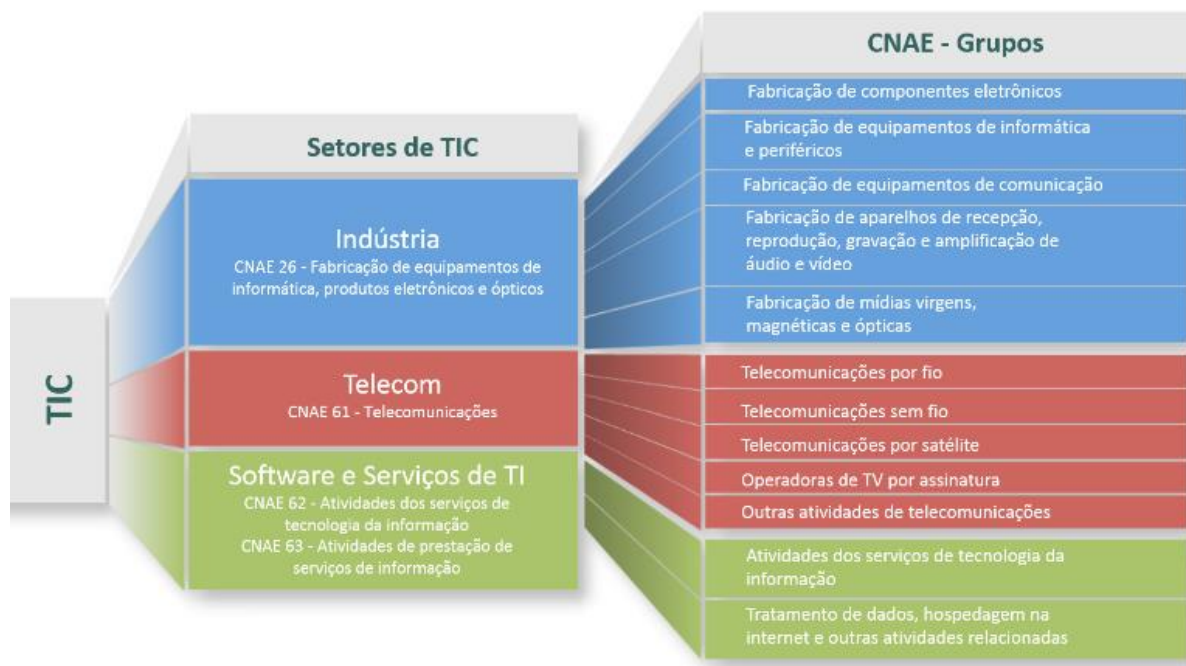 TIC
Setores de TIC
Indústria
CNAE 26 - Fabricação de equipamentos de
informática, produtos eletrônicos e ópticos
Telecom
CNAE 61 - Telecomunicações
Software e Serviços de TI
CNAE 62 - Atividades dos serviços de
tecnologia da informação
CNAE 63 - Atividades de prestação de
serviços de informação
CNAE - Grupos
Fabricação de componentes eletrônicos
Fabricação de equipamentos de informática
e periféricos
Fabricação de equipamentos de comunicação
Fabricação de aparelhos de recepção,
reprodução, gravação e amplificação de
áudio e vídeo
Fabricação de mídias virgens,
magnéticas e ópticas
Telecomunicações por fio
Telecomunicações sem fio
Telecomunicações por satélite
Operadoras de TV por assinatura
Outras atividades de telecomunicações
Atividades dos serviços de tecnologia da
informação
Tratamento de dados, hospedagem na
internet e outras atividades relacionadas